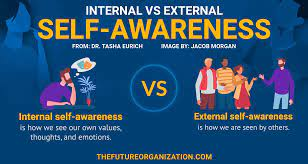 INTERNAL VS EXTERNAL
SELF-AWARENESS
FROM: DR. TASHA EURICH
IMAGE BY: JACOB MORGAN
VS
Internal self-awareness
is how we see our own values,
thoughts, and emotions.
External self-awareness
is how we are seen by others.
THEFUTUREORGANIZATION.COM